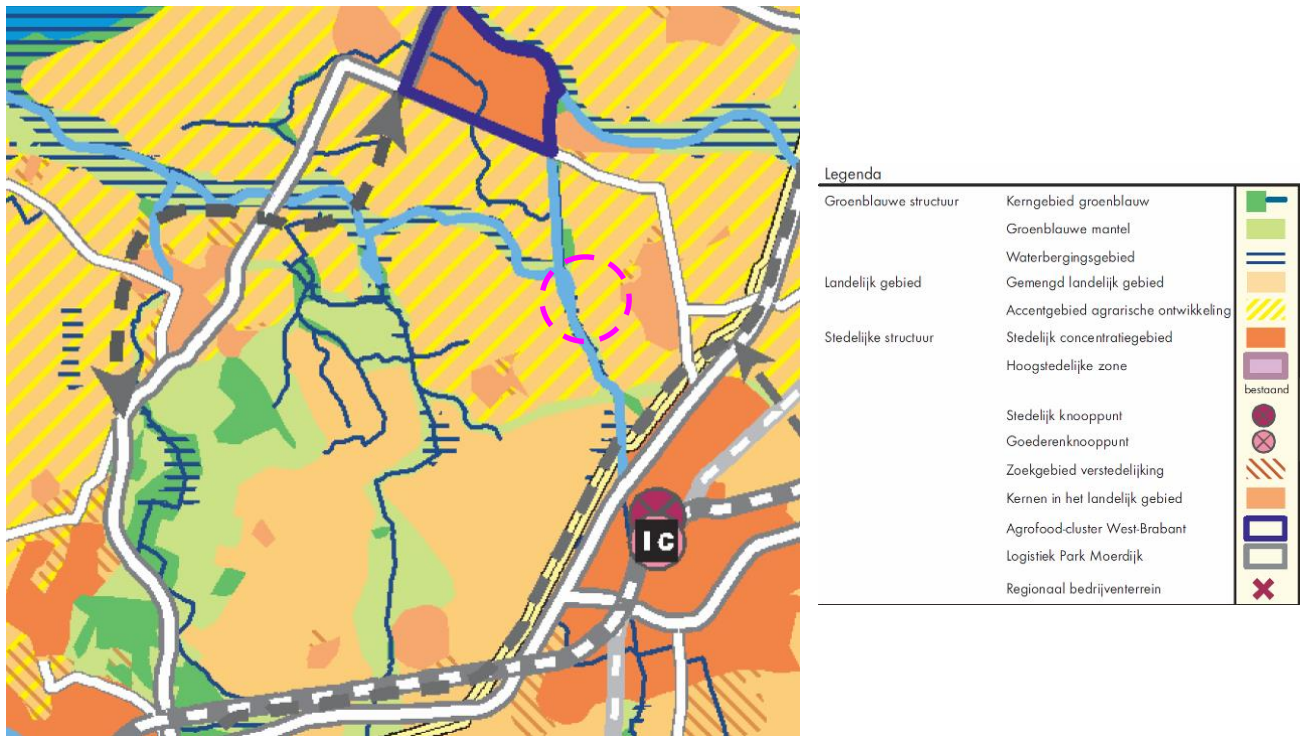 Legenda
Groenblauwe structuur Kerngebied groenblauw
Groenblauwe mantel
Waterbergingsgebied
Landelijk gebied Gemengd landelijk gebied
Accentgebied agrarische ontwikkeling
Stedelijke structuur Stedelijk concentratiegebied
Hoogstedelijke zone
bestaand
Stedelijk knooppunt
Goederenknooppunt
Zoekgebied verstedelijking
Kernen in het landelijk gebied
Agrofood-cluster West-Brabant
Logistiek Park Moerdijk
Regionaal bedrijventerrein
Ic